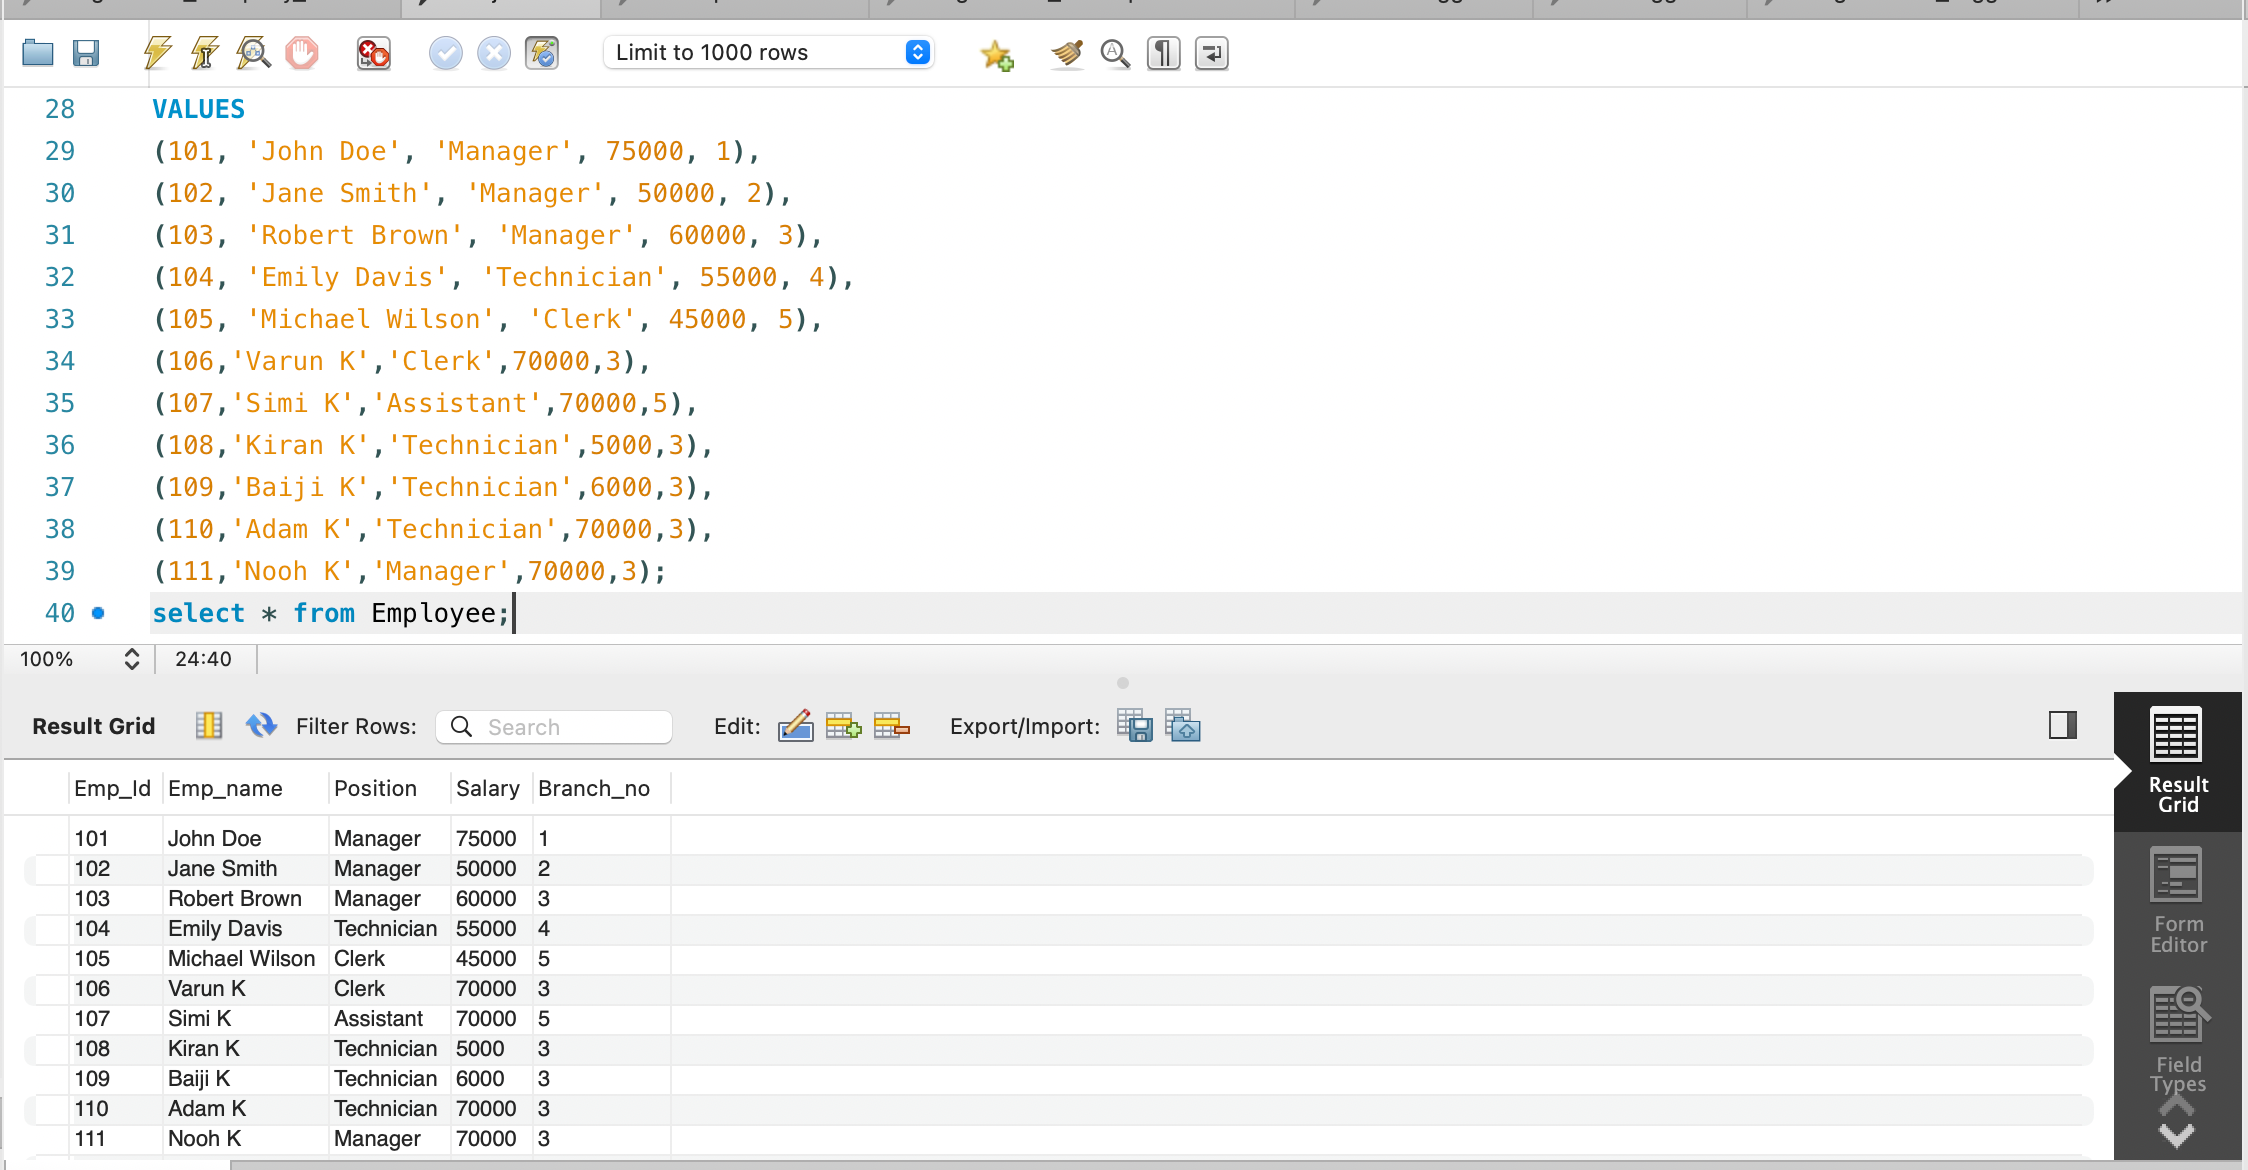 Limit to 1000 rows
28 VALUES
29 (101, 'John Doe', 'Manager', 75000, 1),
30 (102, 'Jane Smith', 'Manager', 50000, 2),
31 (103, 'Robert Brown', 'Manager', 60000, 3),
32 (104, 'Emily Davis', 'Technician', 55000, 4),
33 (105, 'Michael Wilson', 'Clerk', 45000, 5),
34 (106,'Varun K','Clerk',70000,3),
35 (107,'Simi K','Assistant',70000,5),
36 (108,'Kiran K','Technician',5000,3),
37 (109,'Baiji K','Technician',6000,3),
38 (110,'Adam K','Technician',70000,3),
39 (111,'Nooh K','Manager',70000,3);
40 select * from Employee;
100% 24:40
Result Grid Filter Rows: Search Edit: Export/Import:
Emp_Id Emp_name Position Salary Branch_no
101 John Doe Manager 75000 1
102 Jane Smith Manager 50000 2
103 Robert Brown Manager 60000 3
104 Emily Davis Technician 55000 4
105 Michael Wilson Clerk 45000 5
106 Varun K Clerk 70000 3
107 Simi K Assistant 70000 5
108 Kiran K Technician 5000 3
109 Baiji K Technician 6000 3
110 Adam K Technician 70000 3
111 Nooh K Manager 70000 3
Result
Grid
Form
Editor
Field
Types